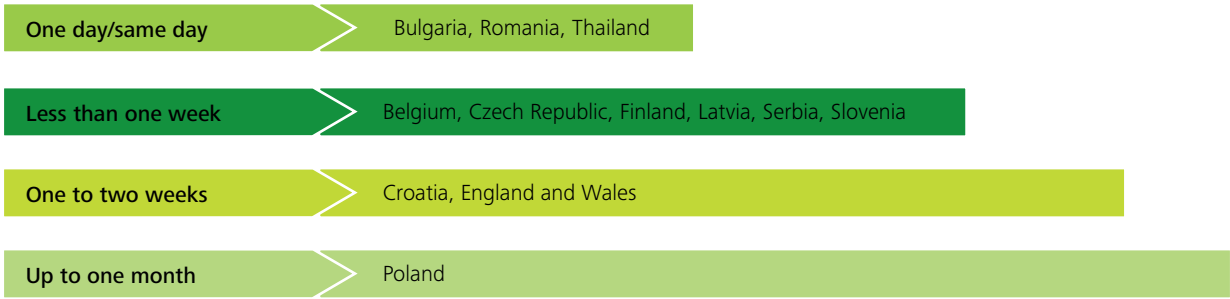 One day/same day
Bulgaria, Romania, Thailand
Less than one week
Belgium, Czech Republic, Finland, Latvia, Serbia, Slovenia
One to two weeks
Croatia, England and Wales
Up to one month
Poland